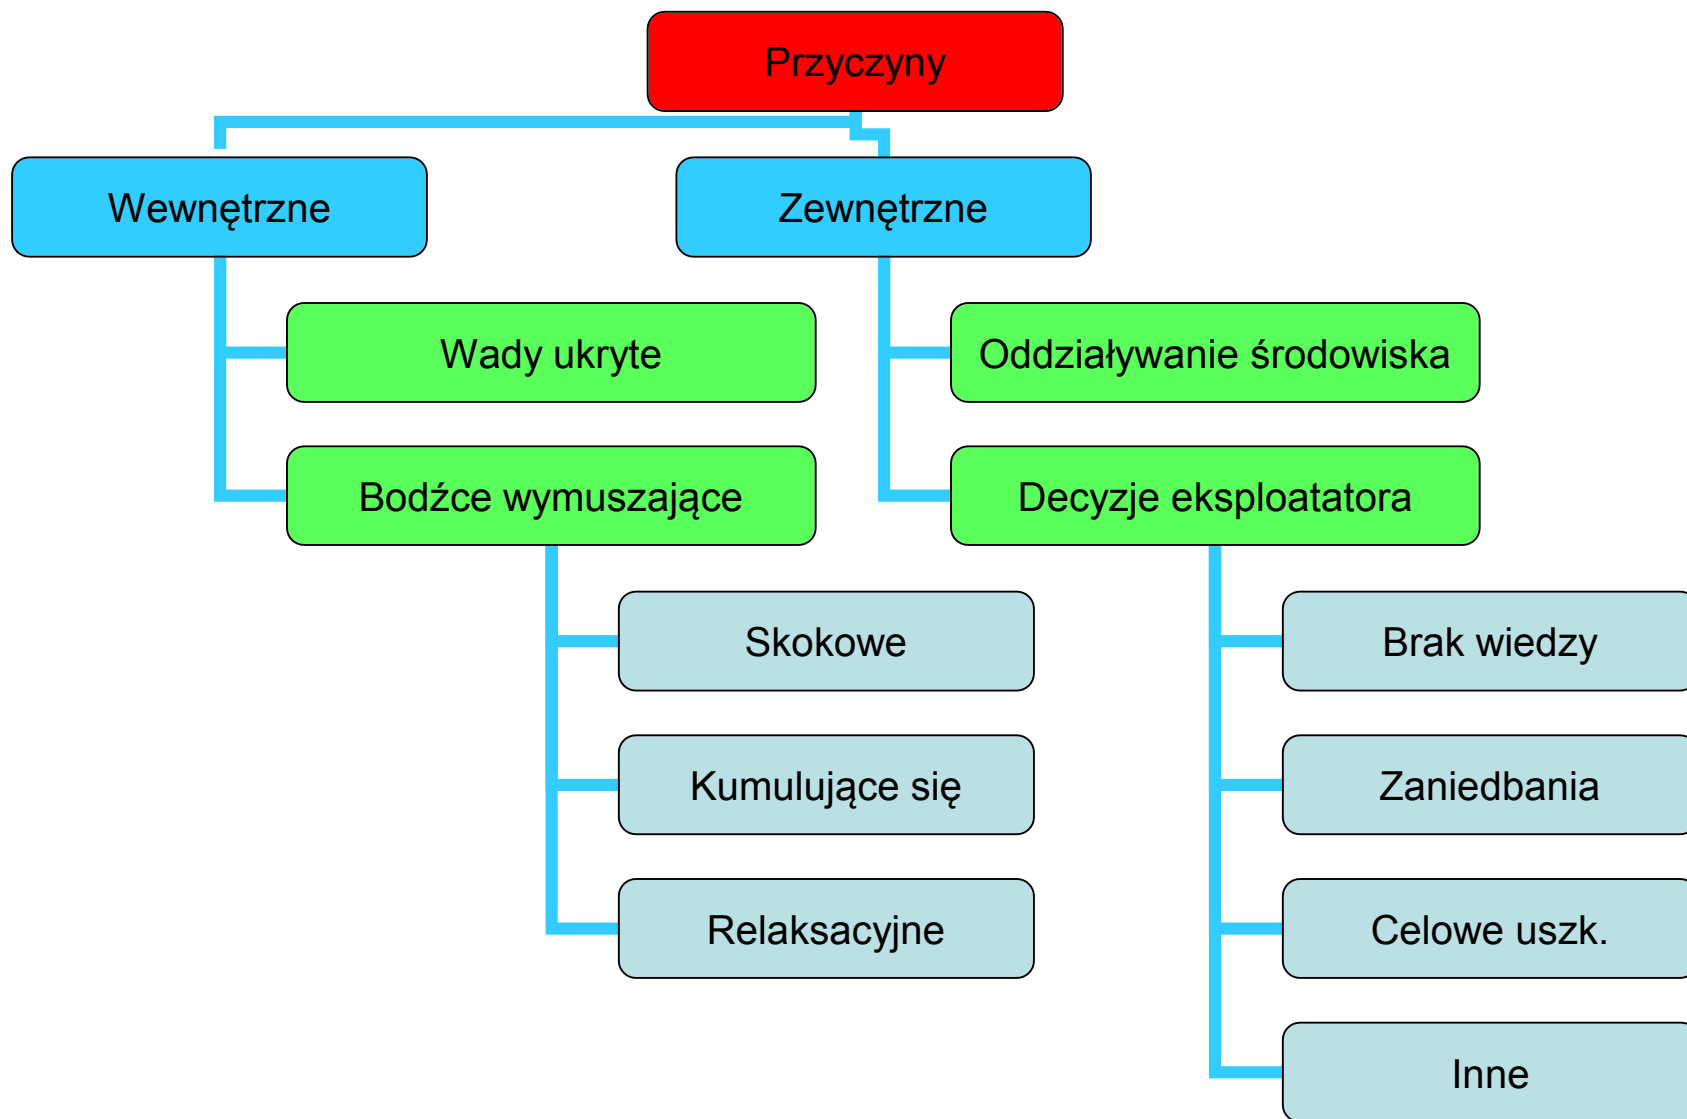 Przyczyny
Wewnętrzne
Zewnętrzne
Wady ukryte
Oddziaływanie środowiska
Bodźce wymuszające
Decyzje eksploatatora
Skokowe
Brak wiedzy
Kumulujące się
Zaniedbania
Relaksacyjne
Celowe uszk.
Inne